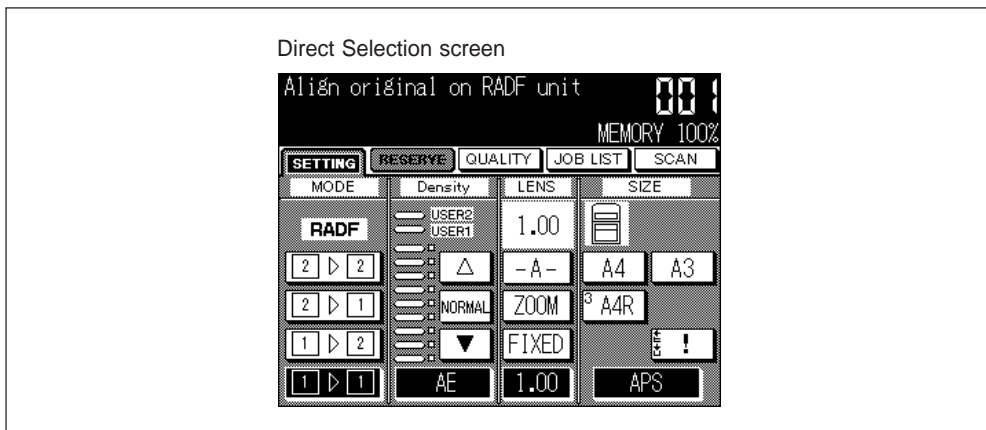 Direct Selection screen
Align original on RADF unit
001
MEMORY 100%
SETTING RESERVE QUALITY JOB LIST SCAN
MODE Density LENS SIZE
RADF USER2 1.00
USER1
2 ▷ 2 △ -A- A4 A3
2 ▷ 1 NORMAL ZOOM 3 A4R
1 ▷ 2 ▼ FIXED !
1 ▷ 1 AE 1.00 APS